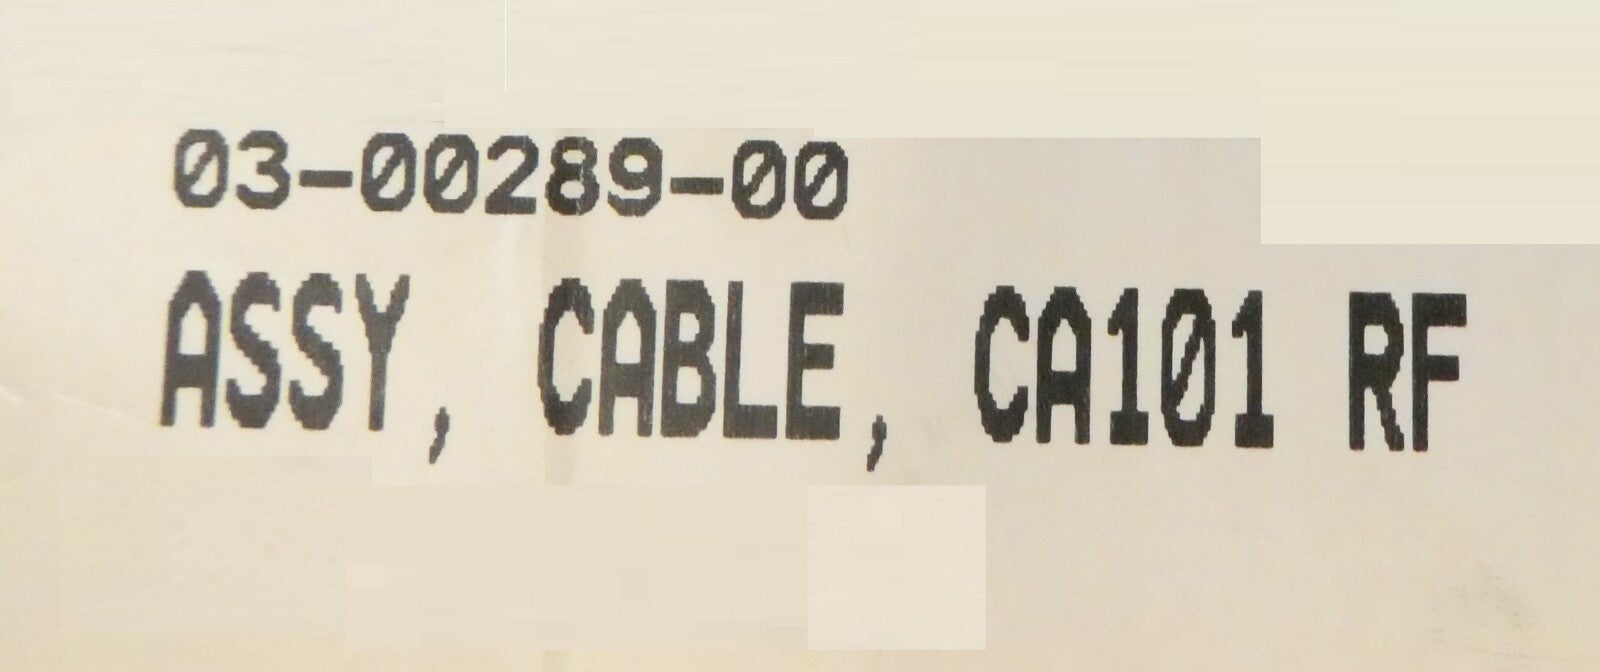 03-00289-00
ASSY, CABLE, CA101 RF